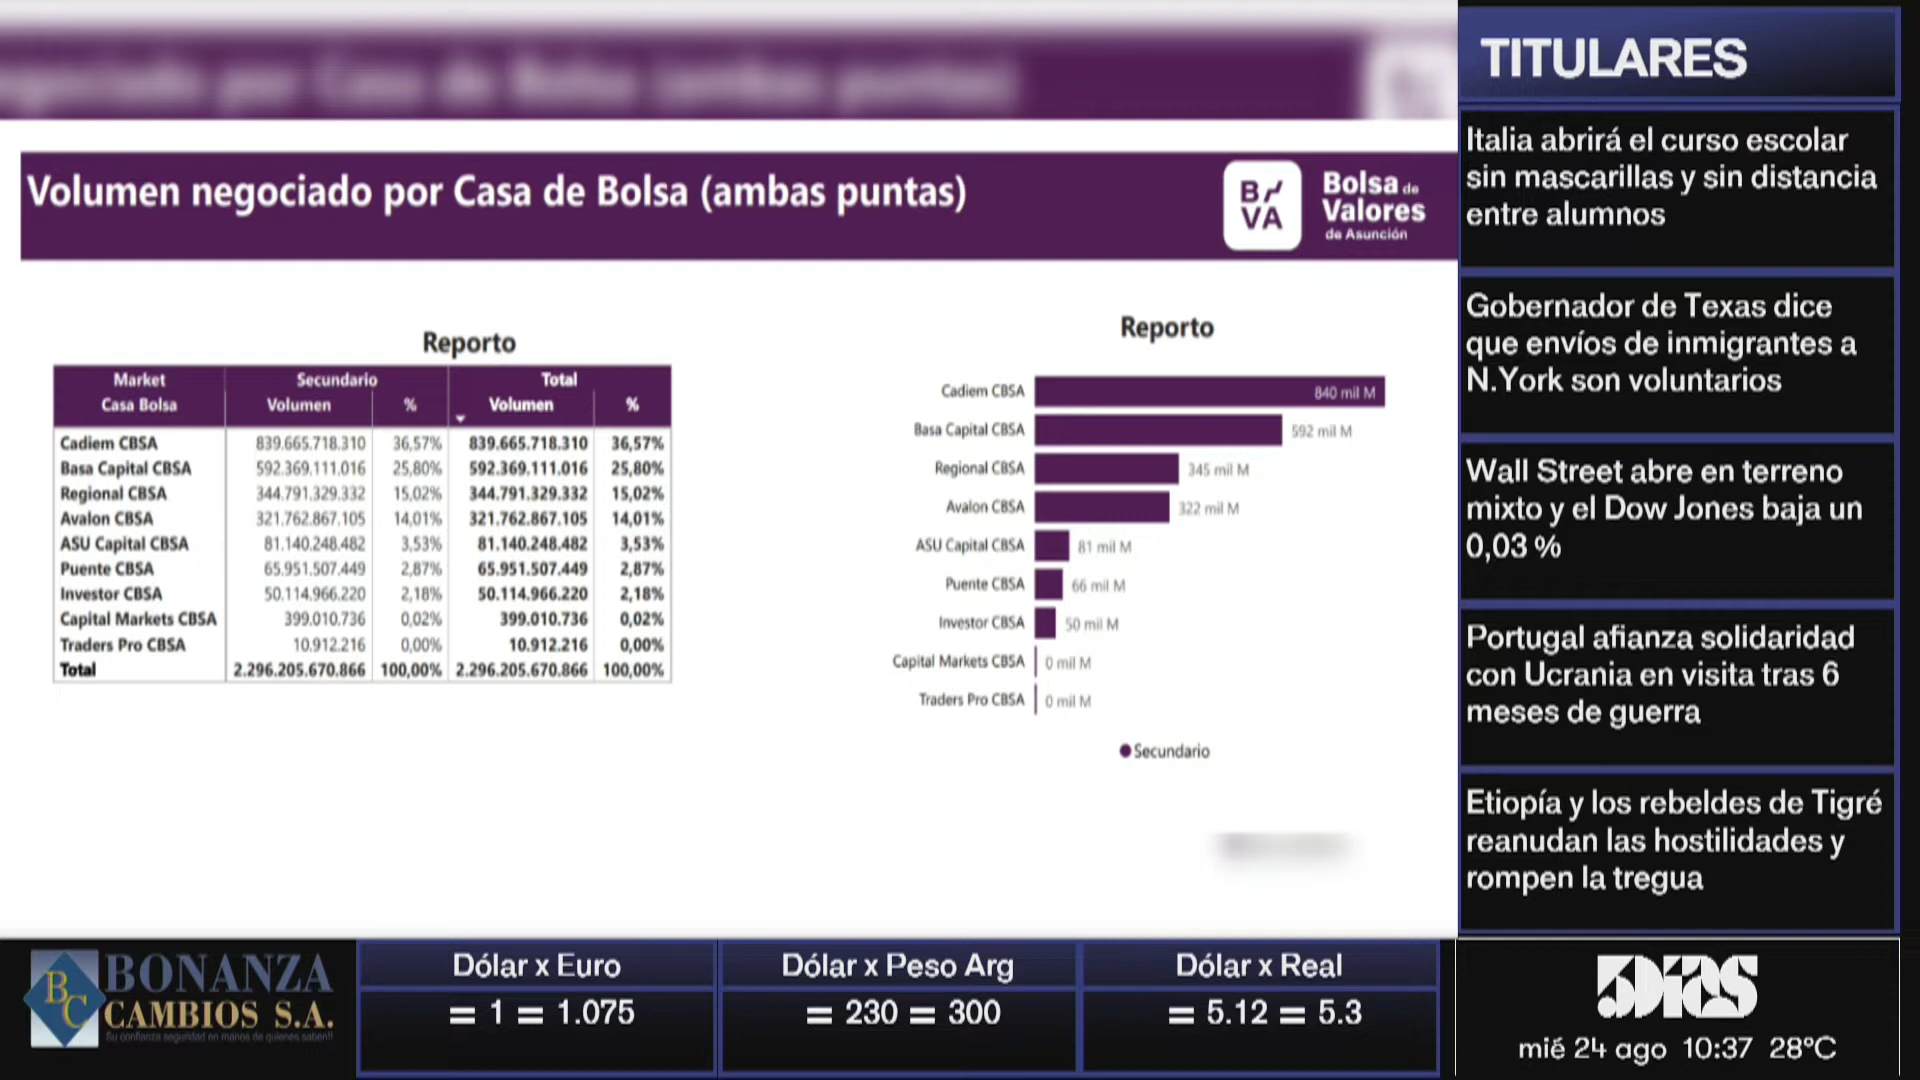 Volumen negociado por Casa de Bolsa (ambas puntas)
B/VA
Bolsa de
Valores
de Asunción
Reporto
Market Secundario Total
Casa Bolsa Volumen % Volumen %
Cadiem CBSA 839.665.718.310 36,57% 839.665.718.310 36,57%
Basa Capital CBSA 592.369.111.016 25,80% 592.369.111.016 25,80%
Regional CBSA 344.791.329.332 15,02% 344.791.329.332 15,02%
Avalon CBSA 321.762.867.105 14,01% 321.762.867.105 14,01%
ASU Capital CBSA 81.140.248.482 3,53% 81.140.248.482 3,53%
Puente CBSA 65.951.507.449 2,87% 65.951.507.449 2,87%
Investor CBSA 50.114.966.220 2,18% 50.114.966.220 2,18%
Capital Markets CBSA 399.010.736 0,02% 399.010.736 0,02%
Traders Pro CBSA 10.912.216 0,00% 10.912.216 0,00%
Total 2.296.205.670.866 100,00% 2.296.205.670.866 100,00%
Reporto
Cadiem CBSA 840 mil M
Basa Capital CBSA 592 mil M
Regional CBSA 345 mil M
Avalon CBSA 322 mil M
ASU Capital CBSA 81 mil M
Puente CBSA 66 mil M
Investor CBSA 50 mil M
Capital Markets CBSA 0 mil M
Traders Pro CBSA 0 mil M
Secundario
TITULARES
Italia abrirá el curso escolar
sin mascarillas y sin distancia
entre alumnos
Gobernador de Texas dice
que envíos de inmigrantes a
N.York son voluntarios
Wall Street abre en terreno
mixto y el Dow Jones baja un
0,03 %
Portugal afianza solidaridad
con Ucrania en visita tras 6
meses de guerra
Etiopía y los rebeldes de Tigré
reanudan las hostilidades y
rompen la tregua
BC
BONANZA
CAMBIOS S.A.
Su confianza seguridad en manos de quienes saben!!
Dólar x Euro
= 1 = 1.075
Dólar x Peso Arg
= 230 = 300
Dólar x Real
= 5.12 = 5.3
5DÍAS
mié 24 ago 10:37 28°C